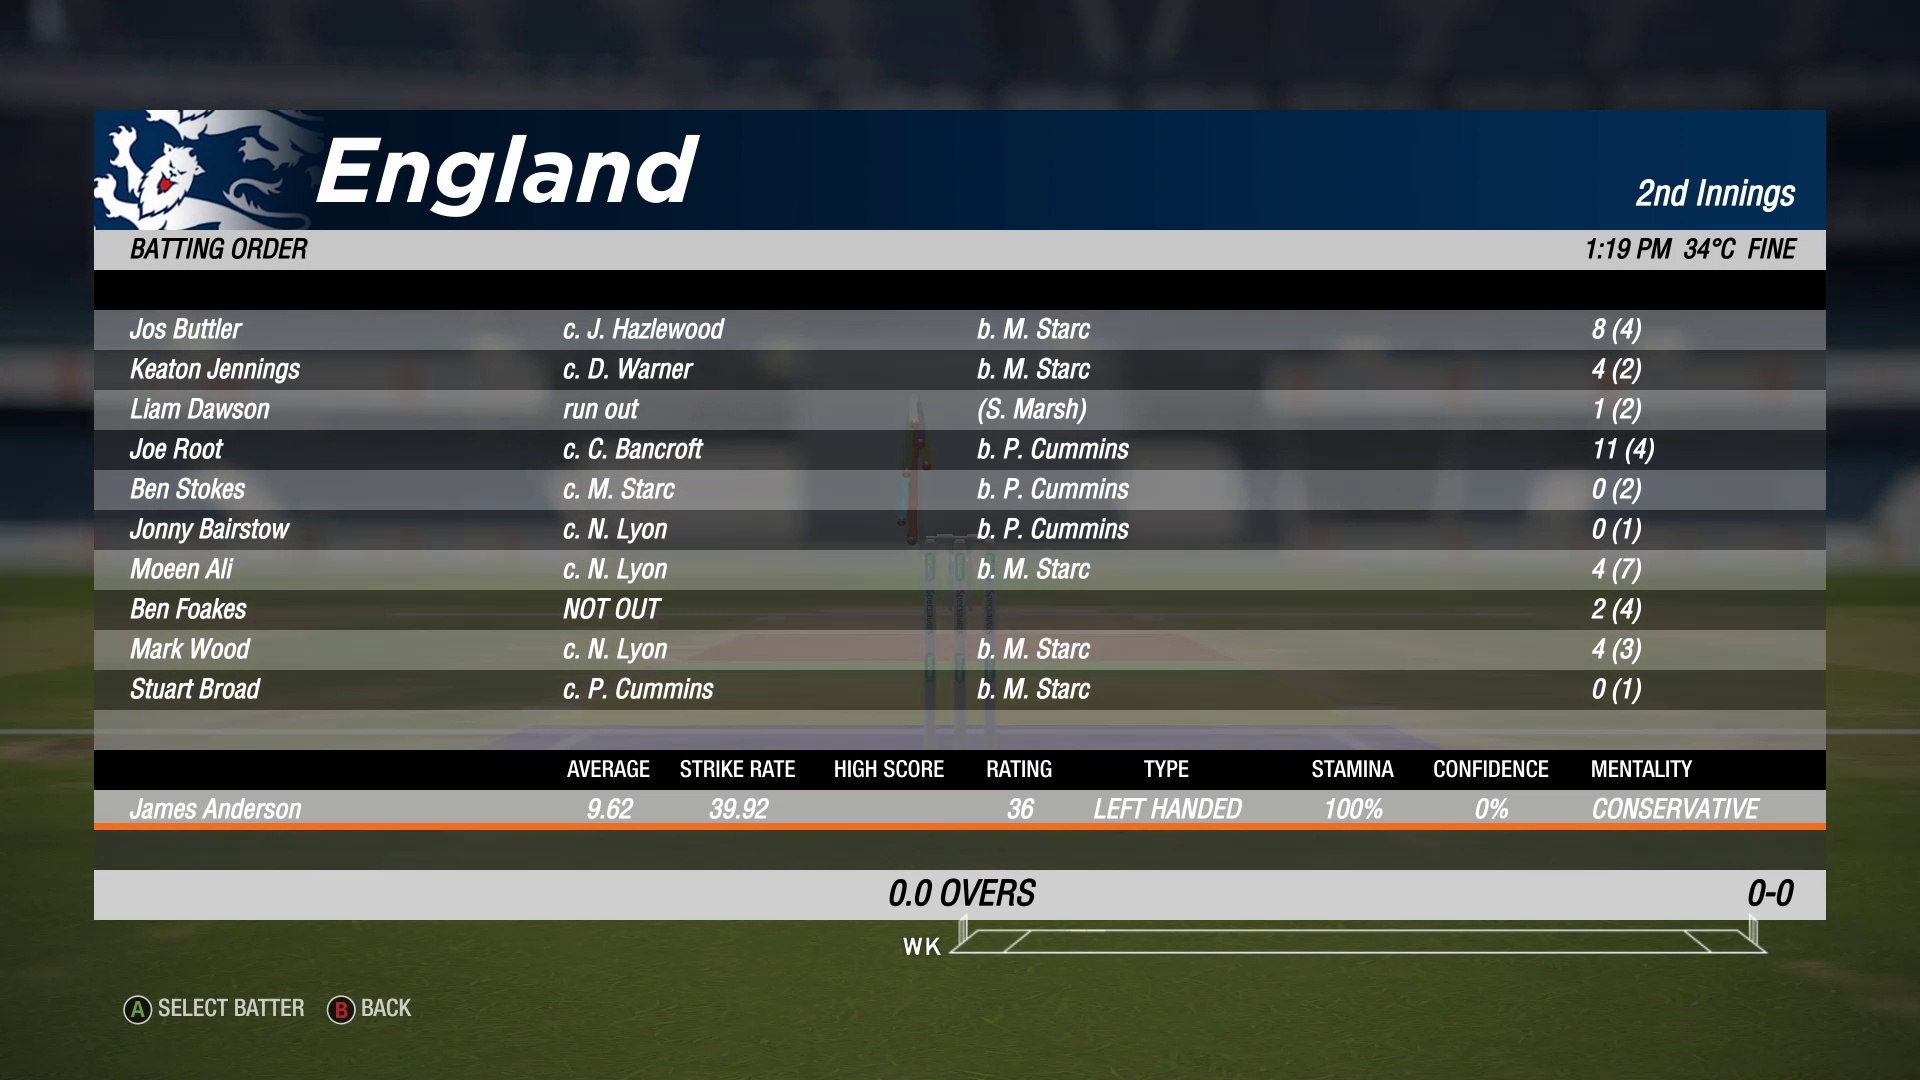 England
2nd Innings
BATTING ORDER 1:19 PM 34°C FINE
Jos Buttler c. J. Hazlewood b. M. Starc 8 (4)
Keaton Jennings c. D. Warner b. M. Starc 4 (2)
Liam Dawson run out (S. Marsh) 1 (2)
Joe Root c. C. Bancroft b. P. Cummins 11 (4)
Ben Stokes c. M. Starc b. P. Cummins 0 (2)
Jonny Bairstow c. N. Lyon b. P. Cummins 0 (1)
Moeen Ali c. N. Lyon b. M. Starc 4 (7)
Ben Foakes NOT OUT 2 (4)
Mark Wood c. N. Lyon b. M. Starc 4 (3)
Stuart Broad c. P. Cummins b. M. Starc 0 (1)
AVERAGE STRIKE RATE HIGH SCORE RATING TYPE STAMINA CONFIDENCE MENTALITY
James Anderson 9.62 39.92 36 LEFT HANDED 100% 0% CONSERVATIVE
0.0 OVERS 0-0
WK
A SELECT BATTER B BACK